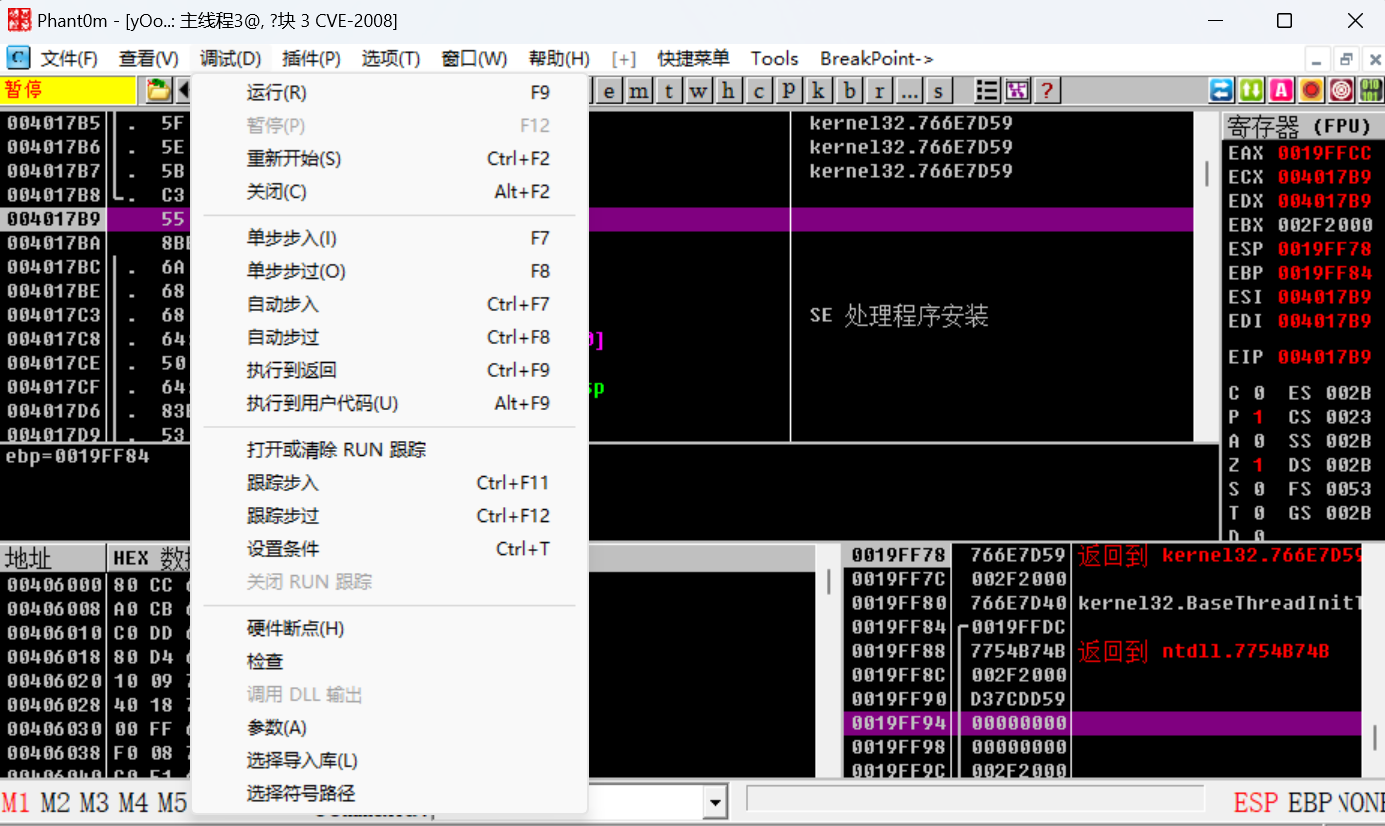 Phant0m - [yOo..: 主线程3@, ?块 3 CVE-2008]
文件(F) 查看(V) 调试(D) 插件(P) 选项(T) 窗口(W) 帮助(H) [+] 快捷菜单 Tools BreakPoint->
暂停
e m t w h c P k b r ... s ?
运行(R) F9
暂停(P) F12
重新开始(S) Ctrl+F2
关闭(C) Alt+F2
单步步入(I) F7
单步步过(O) F8
自动步入 Ctrl+F7
自动步过 Ctrl+F8
执行到返回 Ctrl+F9
执行到用户代码(U) Alt+F9
打开或清除 RUN 跟踪
跟踪步入 Ctrl+F11
跟踪步过 Ctrl+F12
设置条件 Ctrl+T
关闭 RUN 跟踪
硬件断点(H)
检查
调用 DLL 输出
参数(A)
选择导入库(L)
选择符号路径
004017B5 . 5F
004017B6 . 5E
004017B7 . 5B
004017B8 . C3
004017B9 55
004017BA 8BE
004017BC . 6A
004017BE . 68
004017C3 . 68
004017C8 . 64:
004017CE . 50
004017CF . 64:
004017D6 . 83E
004017D9 . 53
kernel32.766E7D59
kernel32.766E7D59
kernel32.766E7D59
SE 处理程序安装
寄存器 (FPU)
EAX 0019FFCC
ECX 004017B9
EDX 004017B9
EBX 002F2000
ESP 0019FF78
EBP 0019FF84
ESI 004017B9
EDI 004017B9
EIP 004017B9
C 0 ES 002B
P 1 CS 0023
A 0 SS 002B
Z 1 DS 002B
S 0 FS 0053
T 0 GS 002B
D 0
ebp=0019FF84
地址 HEX 数据
00406000 80 CC
00406008 A0 CB
00406010 C0 DD
00406018 80 D4
00406020 10 09
00406028 40 18
00406030 00 FF
00406038 F0 08
00406040 C0 F1
0019FF78 766E7D59 返回到 kernel32.766E7D59
0019FF7C 002F2000
0019FF80 766E7D40 kernel32.BaseThreadInitT
0019FF84 0019FFDC
0019FF88 7754B74B 返回到 ntdll.7754B74B
0019FF8C 002F2000
0019FF90 D37CDD59
0019FF94 00000000
0019FF98 00000000
0019FF9C 002F2000
M1 M2 M3 M4 M5
ESP EBP NONE